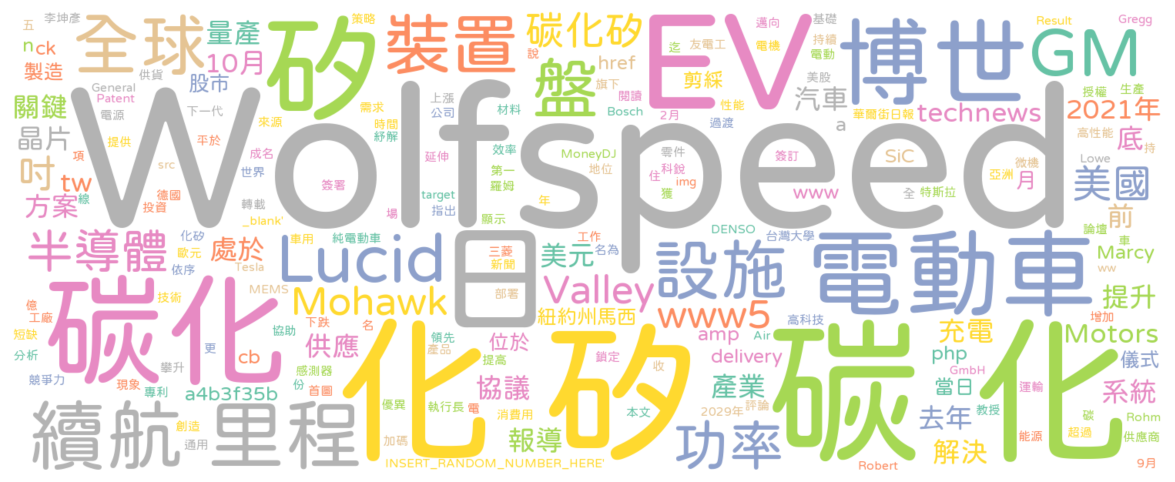 Wolfspeed
碳化
化
矽
碳化
EV
電動車
博世
GM
日
矽
Lucid
續航
里程
設施
全球
裝置
盤
半導體
功率
Mohawk
Valley
碳化矽
美國
technews
2021年
www5
方案
關鍵
晶片
吋
tw
量產
10月
股市
製造
n
ck
五
李坤彥
供貨
General
Patent
電源
下一代
提供
平於
項
線
src
德國
投資
成名
世界
轉載
_blank'
化矽
歐元
依序
Tesla
MEMS
處於
車用
純電動車
簽署
來源
需求
時間
紓解
策略
上漲
公司
延伸
場
target
指出
材料
效率
第一
羅姆
顯示
年
說
href
旗下
Bosch
MoneyDJ
地位
剪綵
友電工
迄
閱讀
2月
過渡
性能
電機
零件
住
科銳
img
獲
簽訂
www
汽車
a
邁向
電動
美股
華爾街日報
SiC
全
特斯拉
基礎
持續
Result
Gregg
授權
生產
高性能
Lowe
微機
亞洲
持
底
月
前
論壇
車
ww
Marcy
提升
增加
Motors
儀式
系統
教授
運輸
碳
Rohm
能源
超過
供應商
9月
充電
php
當日
GmbH
去年
解決
Robert
高科技
Air
DENSO
台灣大學
amp
delivery
產業
鎖定
收
2029年
評論
本文
美元
三菱
新聞
部署
工作
名為
紐約州馬西
位於
協議
報導
消費用
提高
領先
產品
執行長
優異
電
加碼
INSERT_RANDOM_NUMBER_HERE'
供應
下跌
名
協助
感測器
份
首圖
cb
a4b3f35b
更
攀升
現象
專利
創造
通用
技術
億
工廠
短缺
分析
競爭力